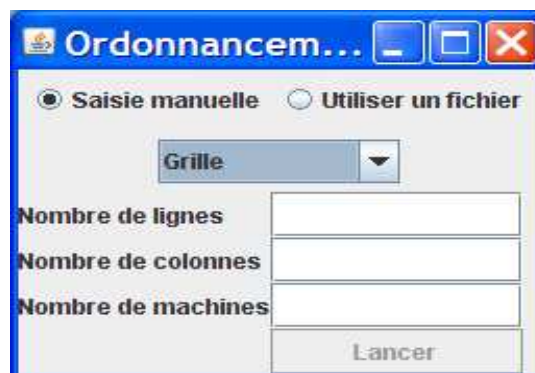 Ordonnancem...
Saisie manuelle Utiliser un fichier
Grille
Nombre de lignes
Nombre de colonnes
Nombre de machines
Lancer